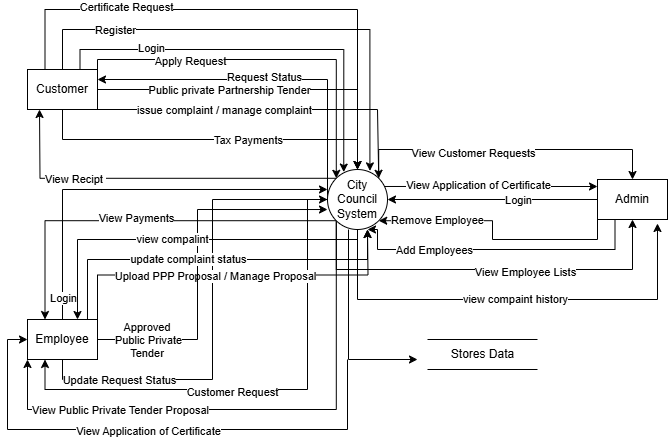 Certificate Request
Register
Login
Apply Request
Request Status
Customer
Public private Partnership Tender
issue complaint / manage complaint
Tax Payments
View Customer Requests
View Recipt
City
Council
System
View Application of Certificate
Admin
Login
View Payments
Remove Employee
view compalint
Add Employees
update complaint status
Upload PPP Proposal / Manage Proposal
View Employee Lists
Login
view compaint history
Employee
Approved
Public Private
Tender
Stores Data
Update Request Status
Customer Request
View Public Private Tender Proposal
View Application of Certificate